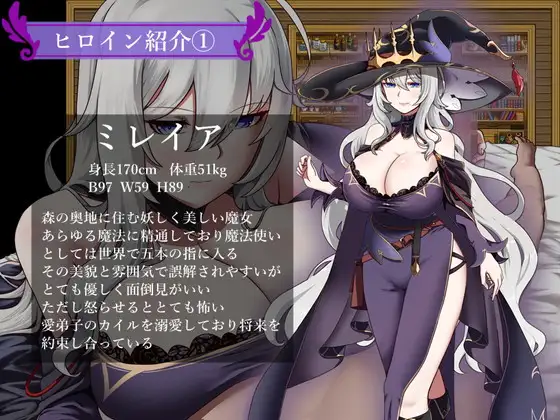 ヒロイン紹介①
ミレイア
身長170cm 体重51kg
B97 W59 H89
森の奥地に住む妖しく美しい魔女
あらゆる魔法に精通しており魔法使い
としては世界で五本の指に入る
その美貌と雰囲気で誤解されやすいが
とても優しく面倒見がいい
ただし怒らせるととても怖い
愛弟子のカイルを溺愛しており将来を
約束し合っている